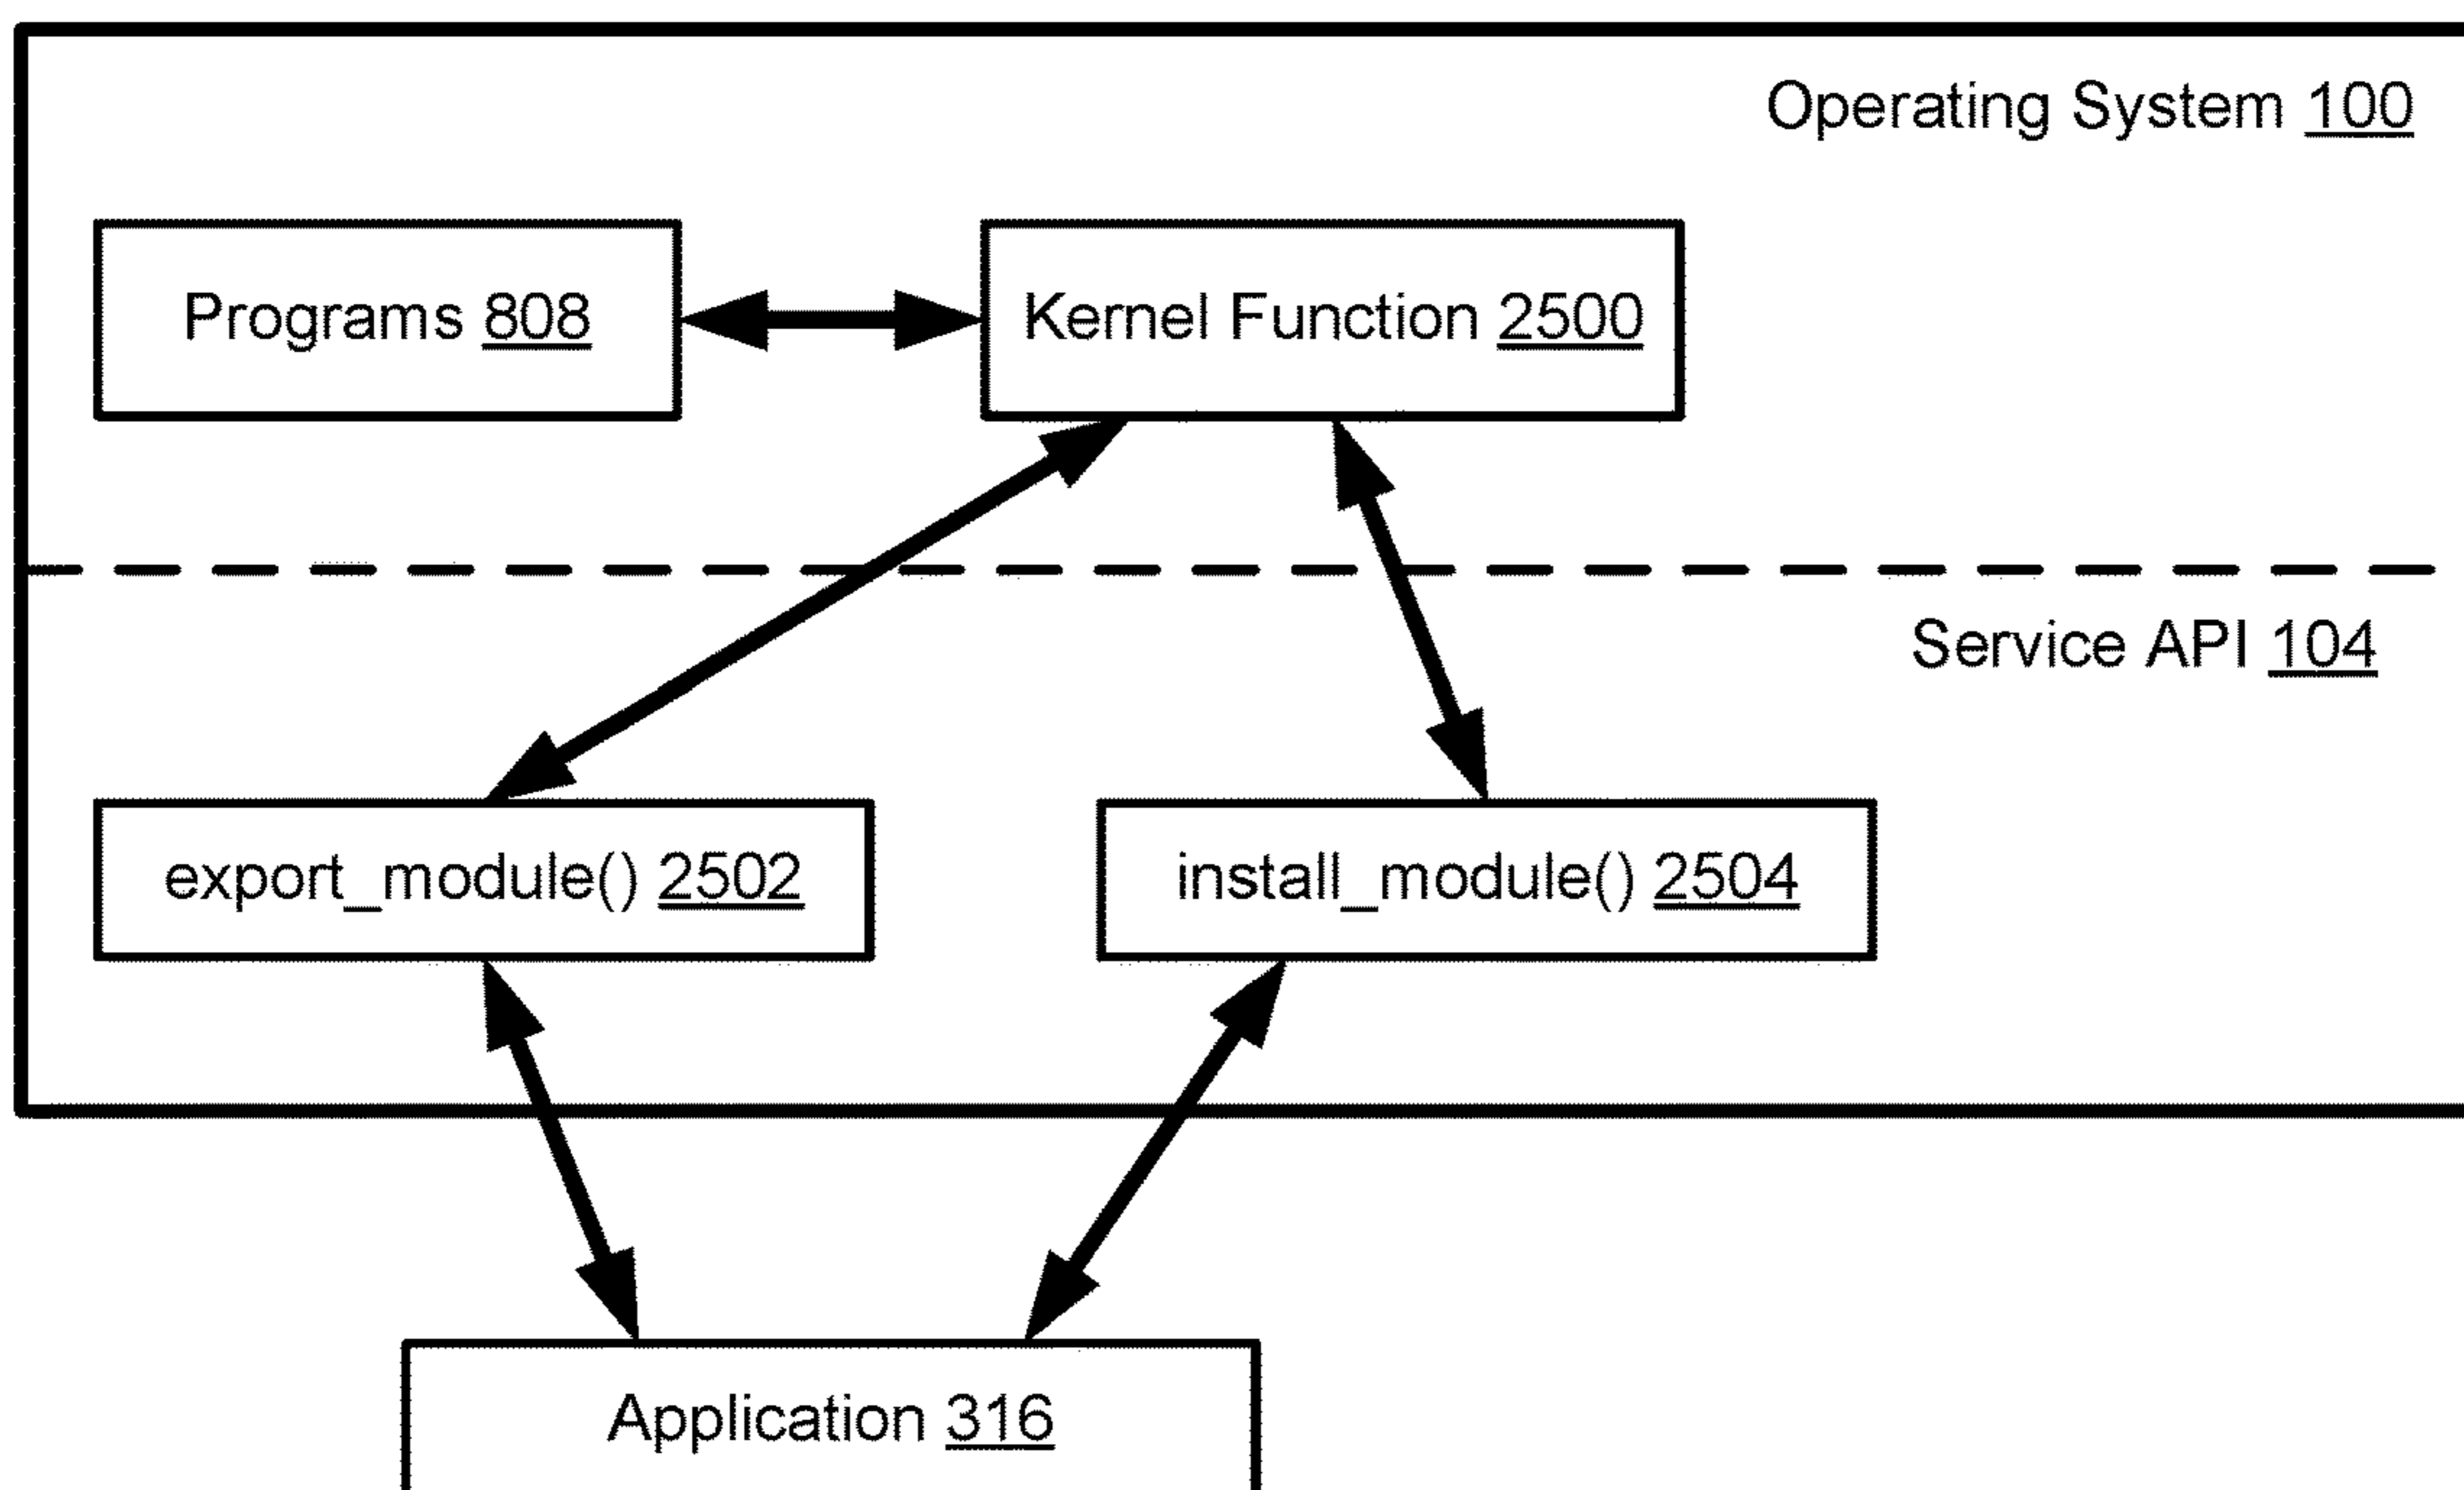 Operating System 100
Programs 808
Kernel Function 2500
Service API 104
export_module() 2502
install_module() 2504
Application 316